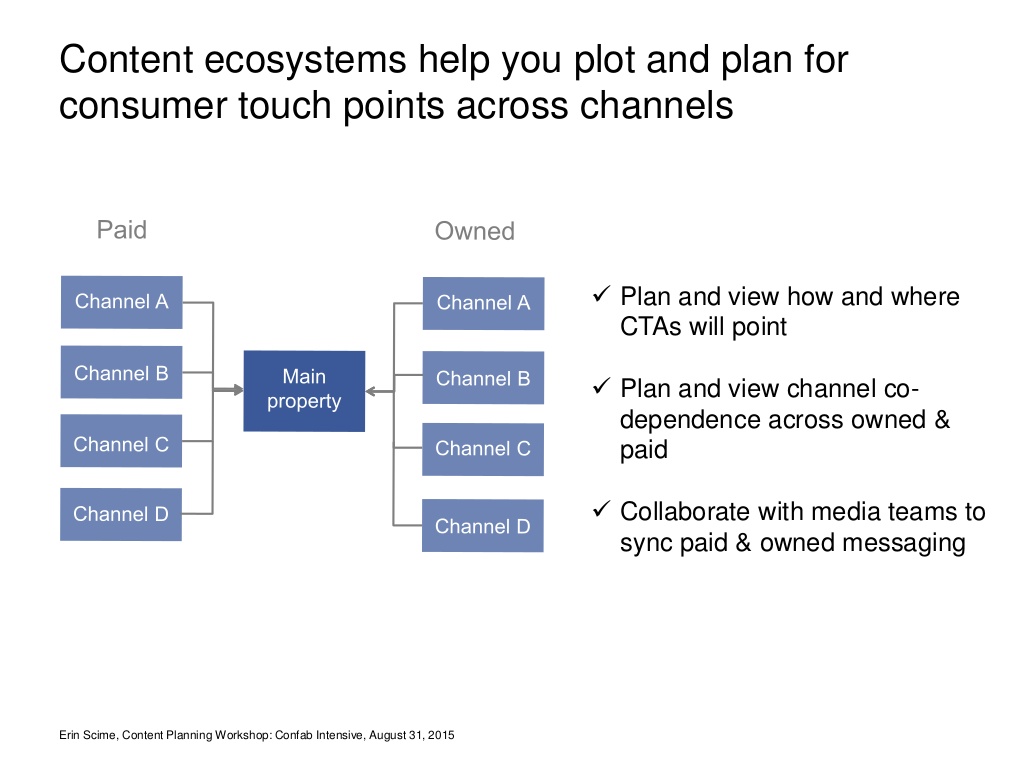 Content ecosystems help you plot and plan for
consumer touch points across channels
Paid
Channel A
Channel B
Channel C
Channel D
Main
property
Owned
Channel A
Channel B
Channel C
Channel D
✓ Plan and view how and where
CTAs will point
✓ Plan and view channel co-
dependence across owned &
paid
✓ Collaborate with media teams to
sync paid & owned messaging
Erin Scime, Content Planning Workshop: Confab Intensive, August 31, 2015